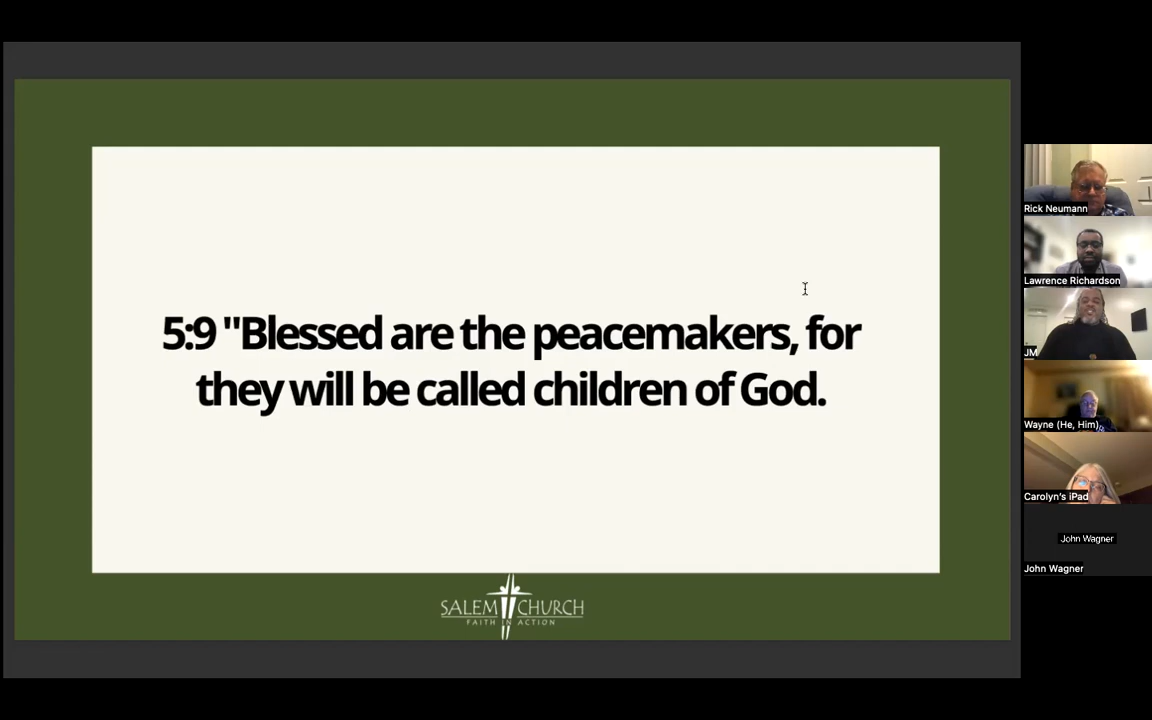 5:9 "Blessed are the peacemakers, for
they will be called children of God.
SALEM CHURCH
FAITH IN ACTION
Rick Neumann
Lawrence Richardson
JM
Wayne (He, Him)
Carolyn's iPad
John Wagner
John Wagner